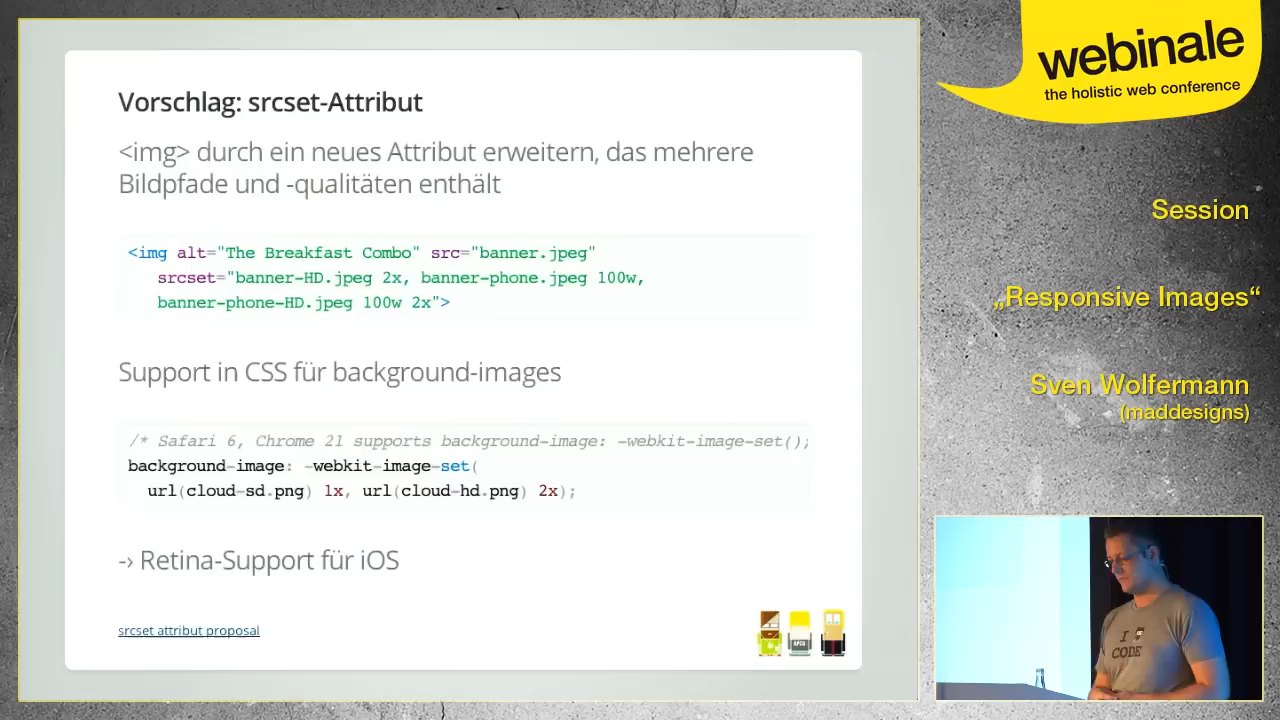 Vorschlag: srcset-Attribut
<img> durch ein neues Attribut erweitern, das mehrere
Bildpfade und -qualitäten enthält
<img alt="The Breakfast Combo" src="banner.jpeg"
srcset="banner-HD.jpeg 2x, banner-phone.jpeg 100w,
banner-phone-HD.jpeg 100w 2x">
Support in CSS für background-images
/* Safari 6, Chrome 21 supports background-image: -webkit-image-set();
background-image: -webkit-image-set(
url(cloud-sd.png) 1x, url(cloud-hd.png) 2x);
-› Retina-Support für iOS
srcset attribut proposal
webinale
the holistic web conference
Session
„Responsive Images“
Sven Wolfermann
(maddesigns)
I
CODE